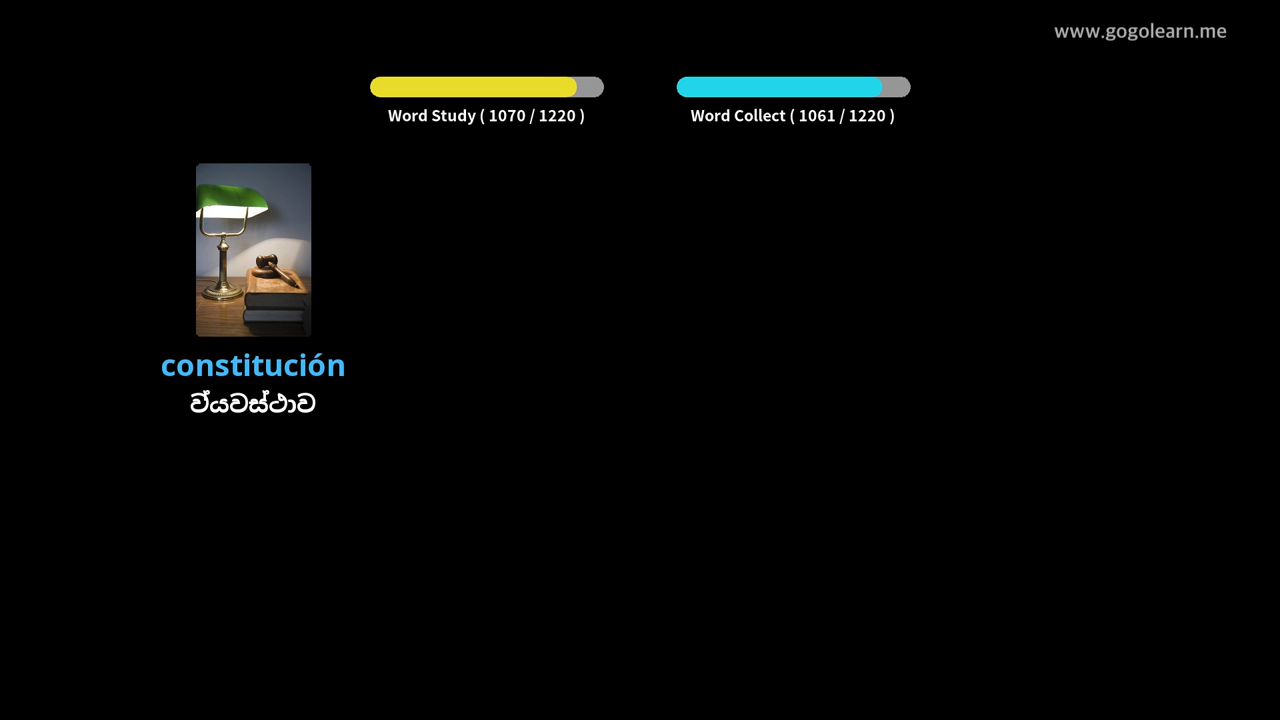 www.gogolearn.me
Word Study ( 1070 / 1220 )
Word Collect ( 1061 / 1220 )
constitución
ව්යවස්ථාව